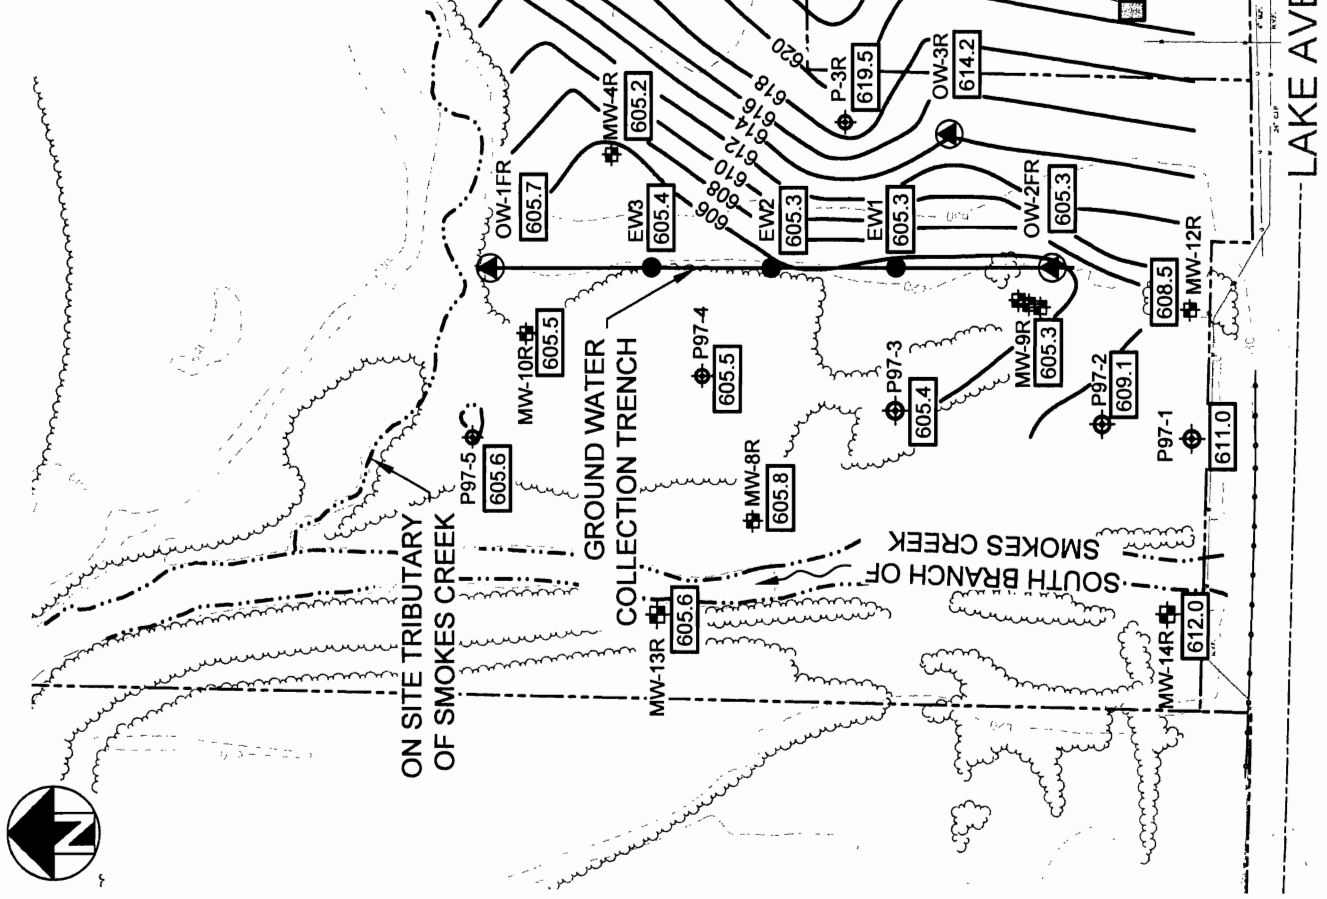 N
ON SITE TRIBUTARY
OF SMOKES CREEK
GROUND WATER
COLLECTION TRENCH
SOUTH BRANCH OF
SMOKES CREEK
LAKE AVE
OW-1FR
605.7
MW-4R
605.2
EW3
605.4
EW2
605.3
EW1
605.3
OW-2FR
605.3
P-3R
619.5
OW-3R
614.2
MW-12R
608.5
MW-10R
605.5
P97-4
605.5
P97-5
605.6
MW-8R
605.8
P97-3
605.4
MW-9R
605.3
P97-2
609.1
P97-1
611.0
MW-13R
605.6
MW-14R
612.0
620
618
616
614
612
610
608
606